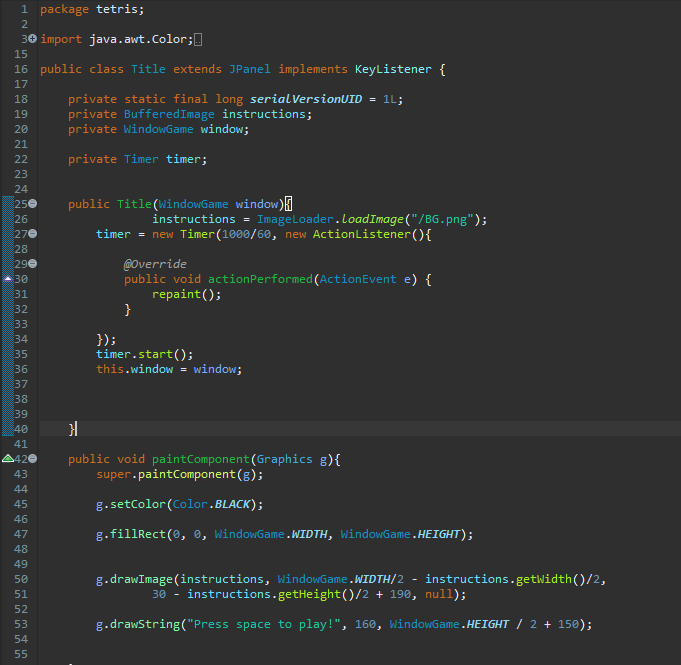 1 package tetris;
2
3 import java.awt.Color;
15
16 public class Title extends JPanel implements KeyListener {
17
18 private static final long serialVersionUID = 1L;
19 private BufferedImage instructions;
20 private WindowGame window;
21
22 private Timer timer;
23
24
25 public Title(WindowGame window){
26 instructions = ImageLoader.loadImage("/BG.png");
27 timer = new Timer(1000/60, new ActionListener(){
28
29 @Override
30 public void actionPerformed(ActionEvent e) {
31 repaint();
32 }
33
34 });
35 timer.start();
36 this.window = window;
37
38
39
40 }
41
42 public void paintComponent(Graphics g){
43 super.paintComponent(g);
44
45 g.setColor(Color.BLACK);
46
47 g.fillRect(0, 0, WindowGame.WIDTH, WindowGame.HEIGHT);
48
49
50 g.drawImage(instructions, WindowGame.WIDTH/2 - instructions.getWidth()/2,
51 30 - instructions.getHeight()/2 + 190, null);
52
53 g.drawString("Press space to play!", 160, WindowGame.HEIGHT / 2 + 150);
54
55